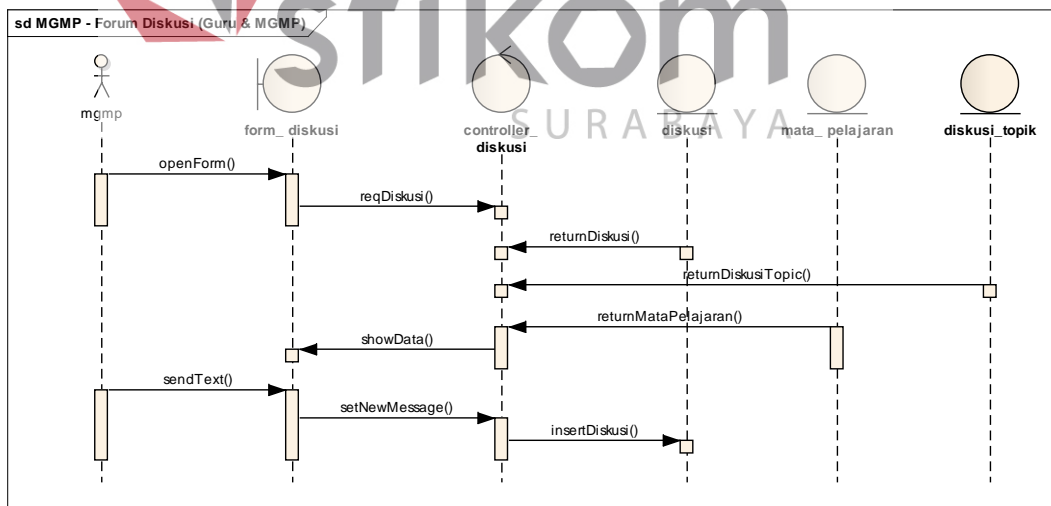 sd MGMP - Forum Diskusi (Guru & MGMP)
stikom
SURABAYA
mgmp
form_ diskusi
controller_
diskusi
diskusi
mata_ pelajaran
diskusi_topik
openForm()
reqDiskusi()
returnDiskusi()
returnDiskusiTopic()
returnMataPelajaran()
showData()
sendText()
setNewMessage()
insertDiskusi()